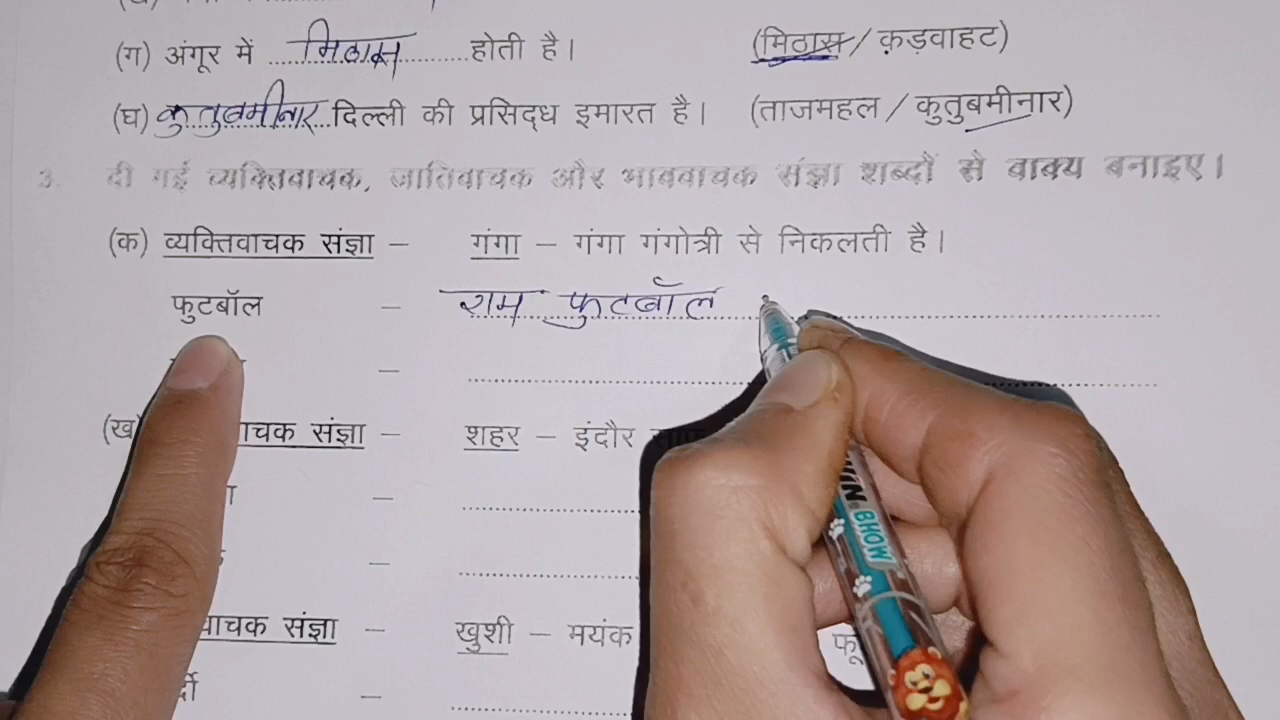 (ग) अंगूर में मिठास होती है। (मिठास / क़ड़वाहट)
(घ) कुतुबमीनार दिल्ली की प्रसिद्ध इमारत है। (ताजमहल / कुतुबमीनार)
3. दी गई व्यक्तिवाचक, जातिवाचक और भाववाचक संज्ञा शब्दों से वाक्य बनाइए।
(क) व्यक्तिवाचक संज्ञा – गंगा – गंगा गंगोत्री से निकलती है।
फुटबॉल – राम फुटबॉल
–
(ख) वाचक संज्ञा – शहर – इंदौर
–
–
वाचक संज्ञा – खुशी – मयंक
–
BHOW